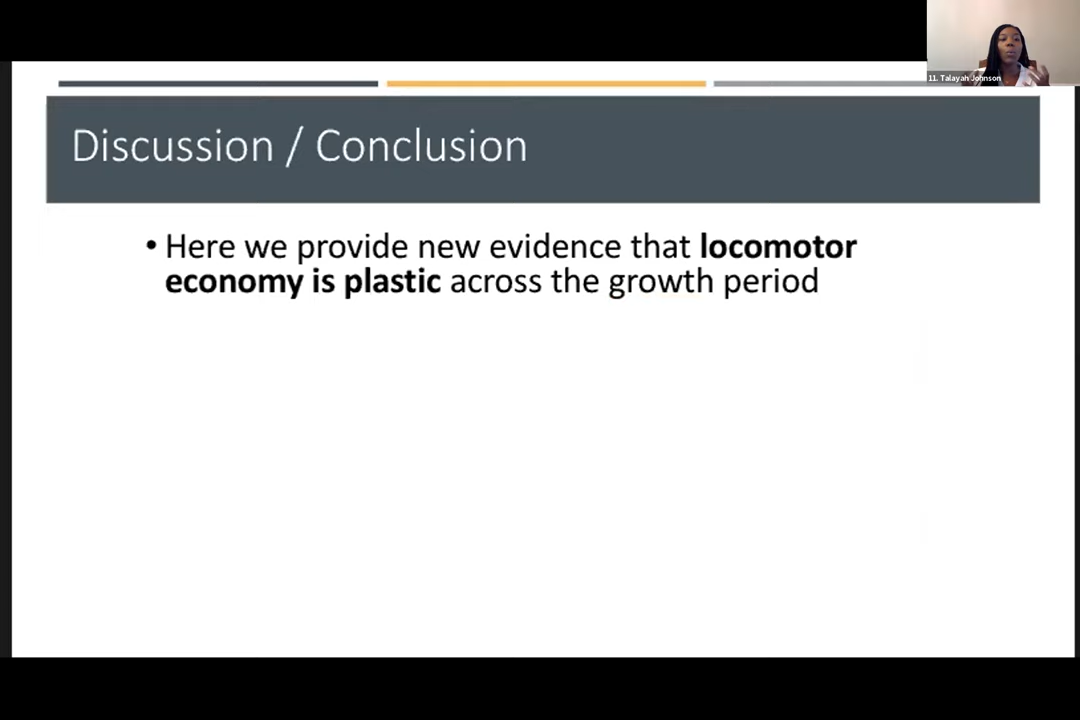 11. Talayah Johnson
Discussion / Conclusion
• Here we provide new evidence that locomotor
economy is plastic across the growth period